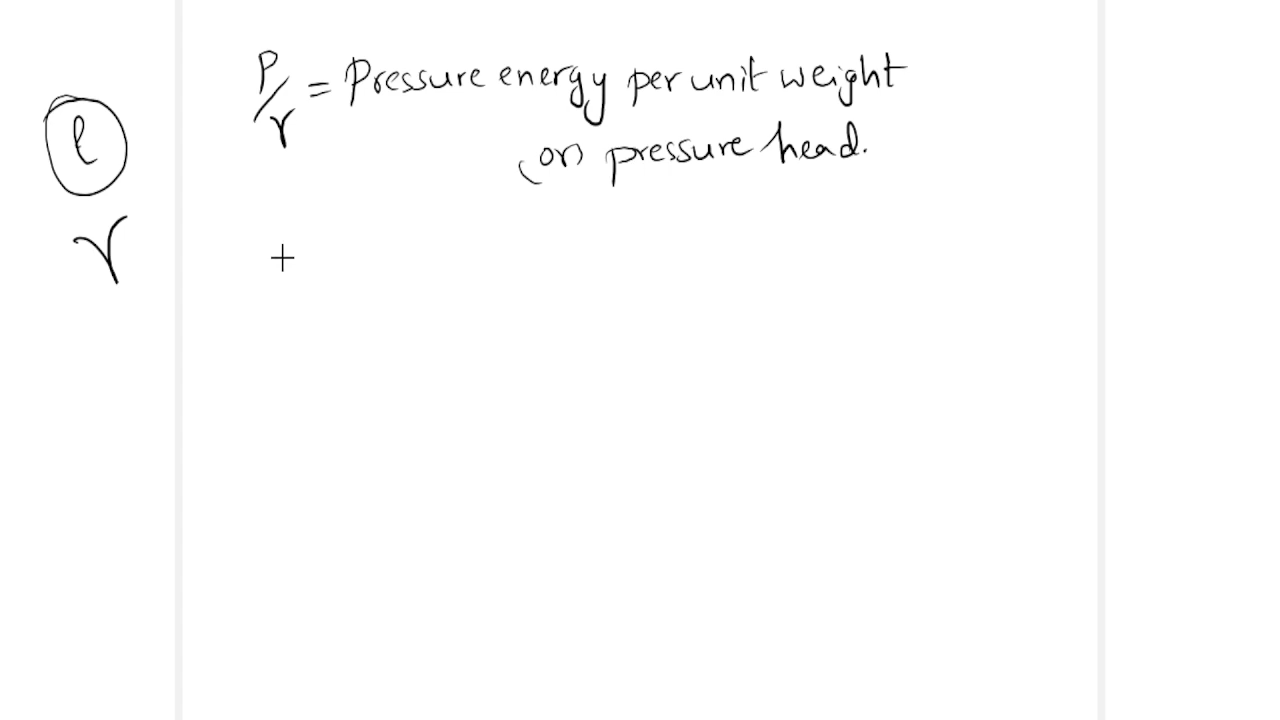 P/γ = Pressure energy per unit weight
(or) pressure head.
ρ
γ